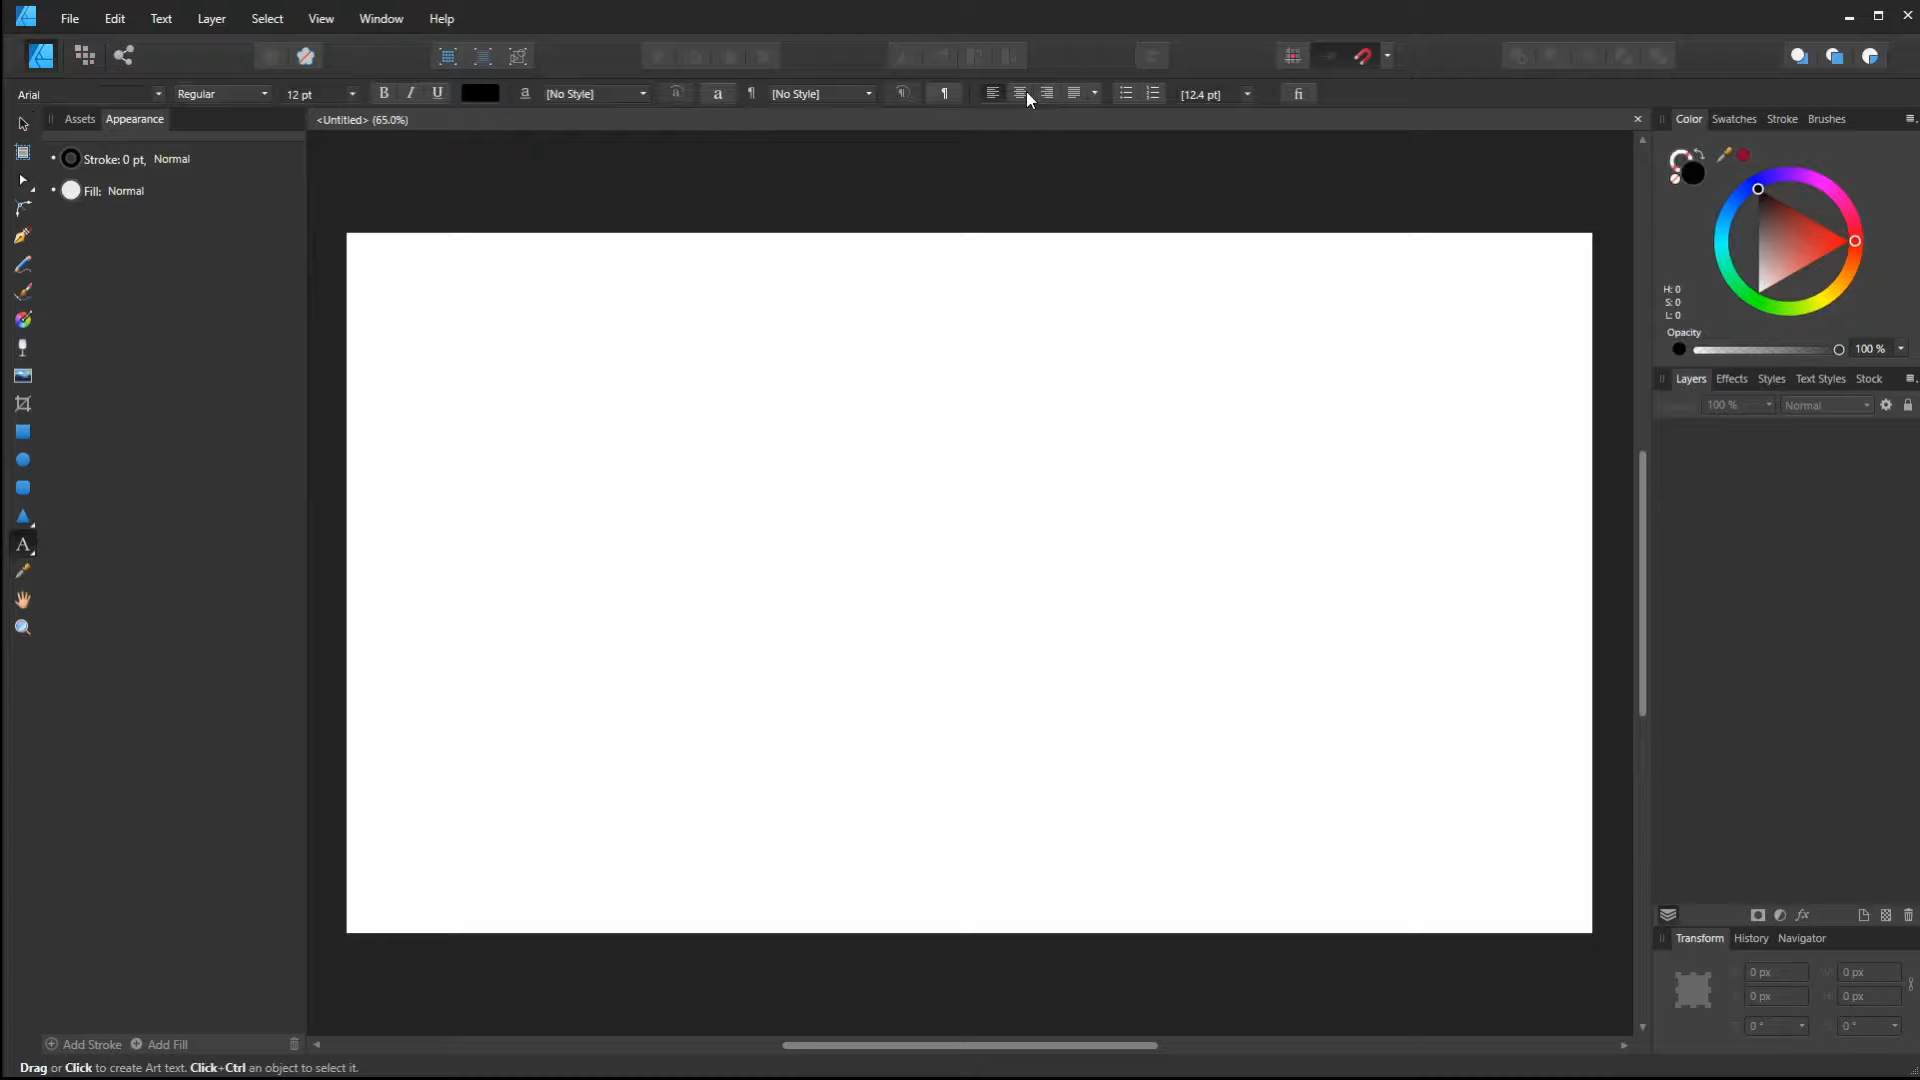 File Edit Text Layer Select View Window Help
Arial Regular 12 pt B I U a [No Style] a a ¶ [No Style] ¶ ¶ [12.4 pt] fi
Assets Appearance <Untitled> (65.0%) Color Swatches Stroke Brushes
Stroke: 0 pt, Normal
Fill: Normal
H: 0
S: 0
L: 0
Opacity
100 %
Layers Effects Styles Text Styles Stock
100 % Normal
A
fx
Transform History Navigator
0 px 0 px
0 px 0 px
0 ° 0 °
Add Stroke Add Fill
Drag or Click to create Art text. Click+Ctrl an object to select it.